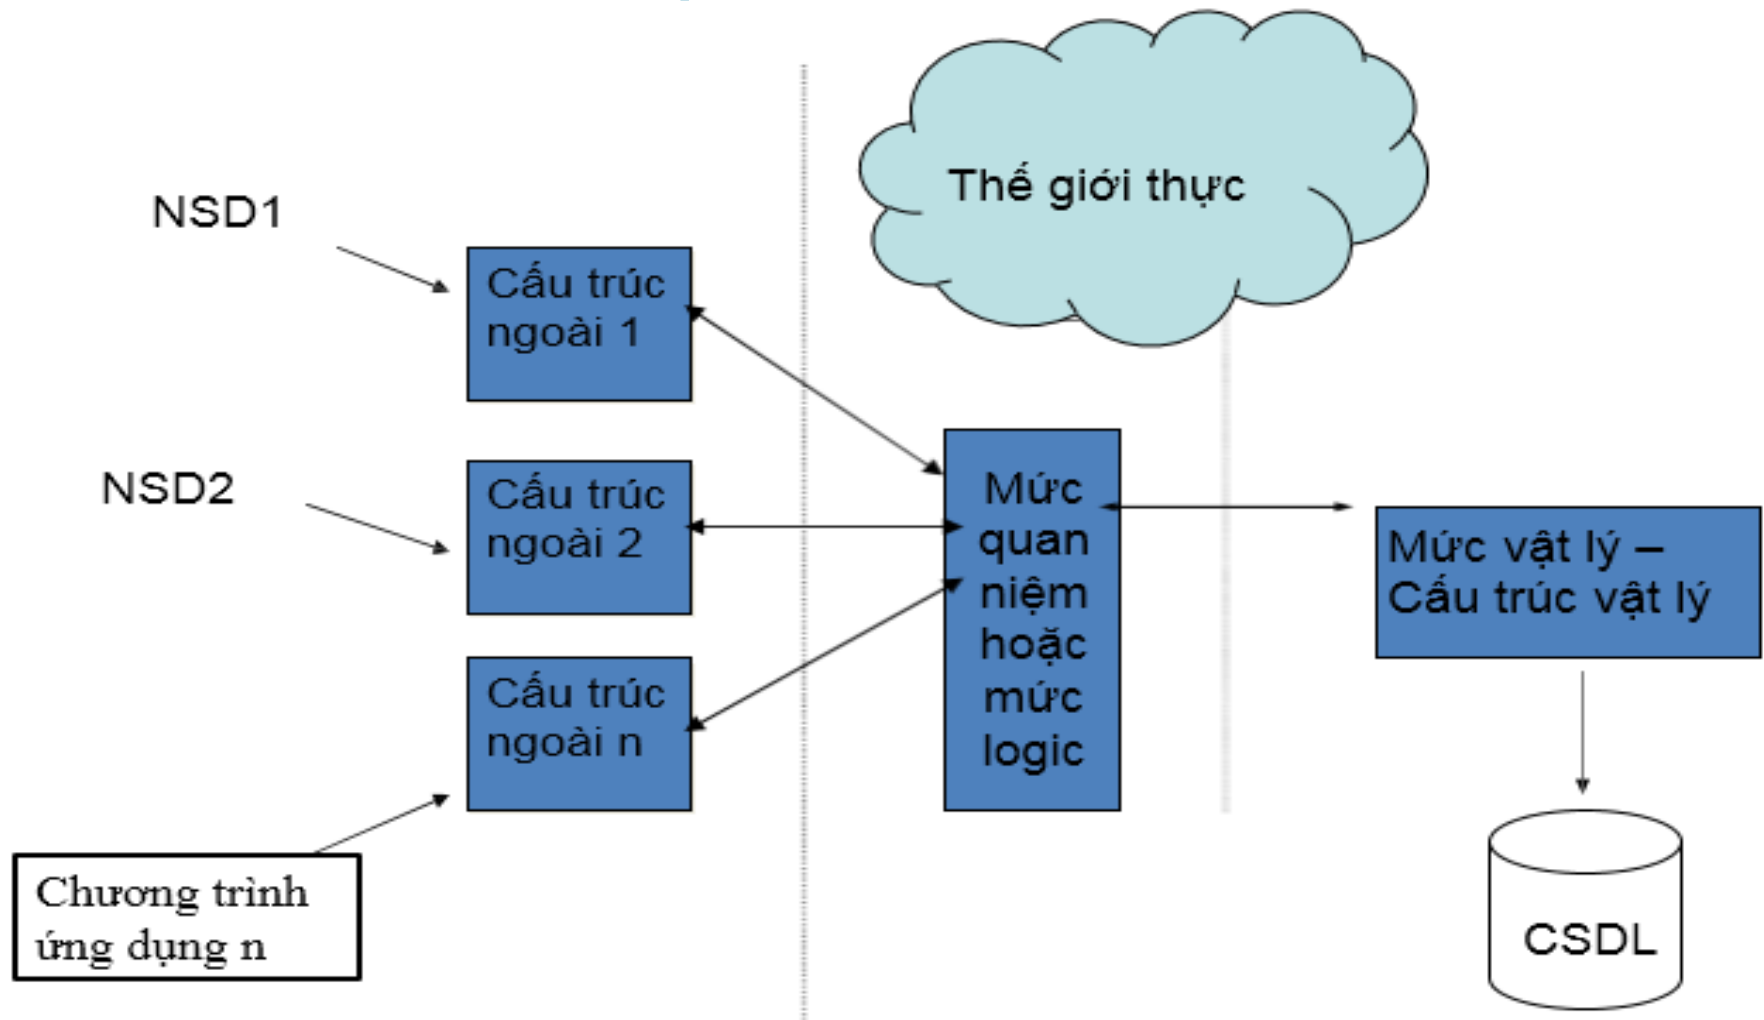 Thế giới thực
NSD1
Cấu trúc
ngoài 1
NSD2
Cấu trúc
ngoài 2
Cấu trúc
ngoài n
Chương trình
ứng dụng n
Mức
quan
niệm
hoặc
mức
logic
Mức vật lý –
Cấu trúc vật lý
CSDL